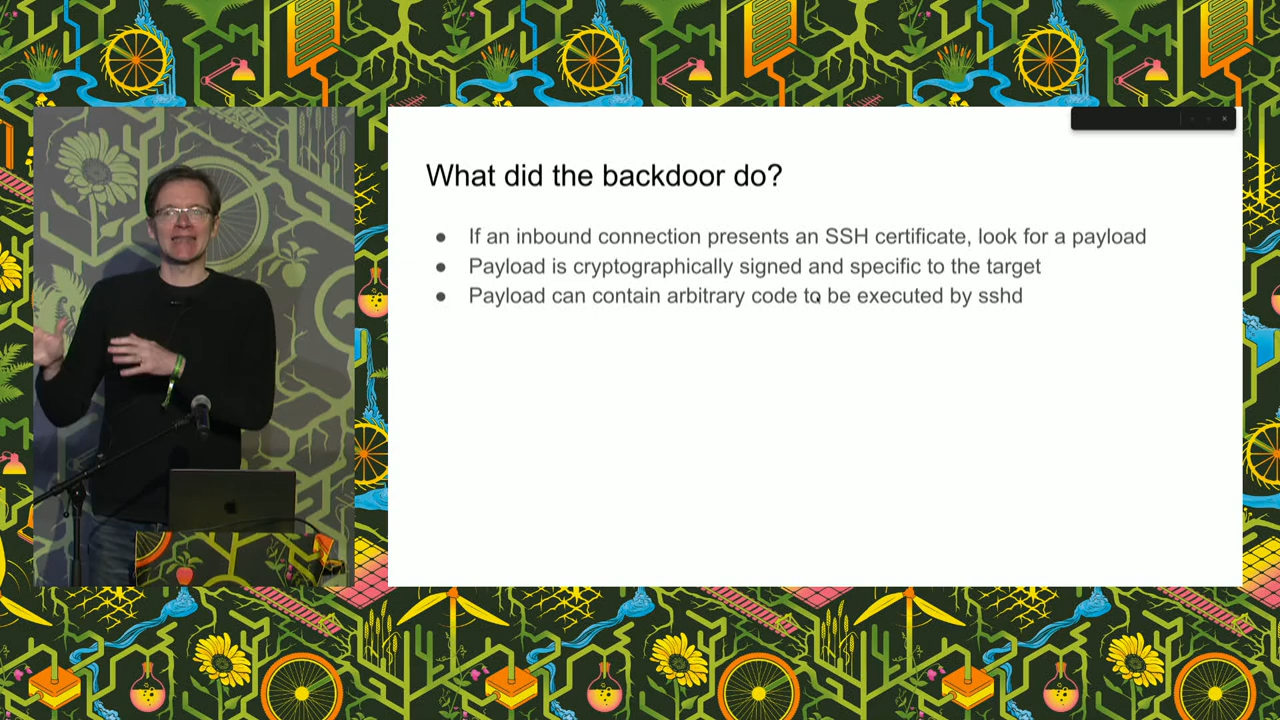 What did the backdoor do?
● If an inbound connection presents an SSH certificate, look for a payload
● Payload is cryptographically signed and specific to the target
● Payload can contain arbitrary code to be executed by sshd